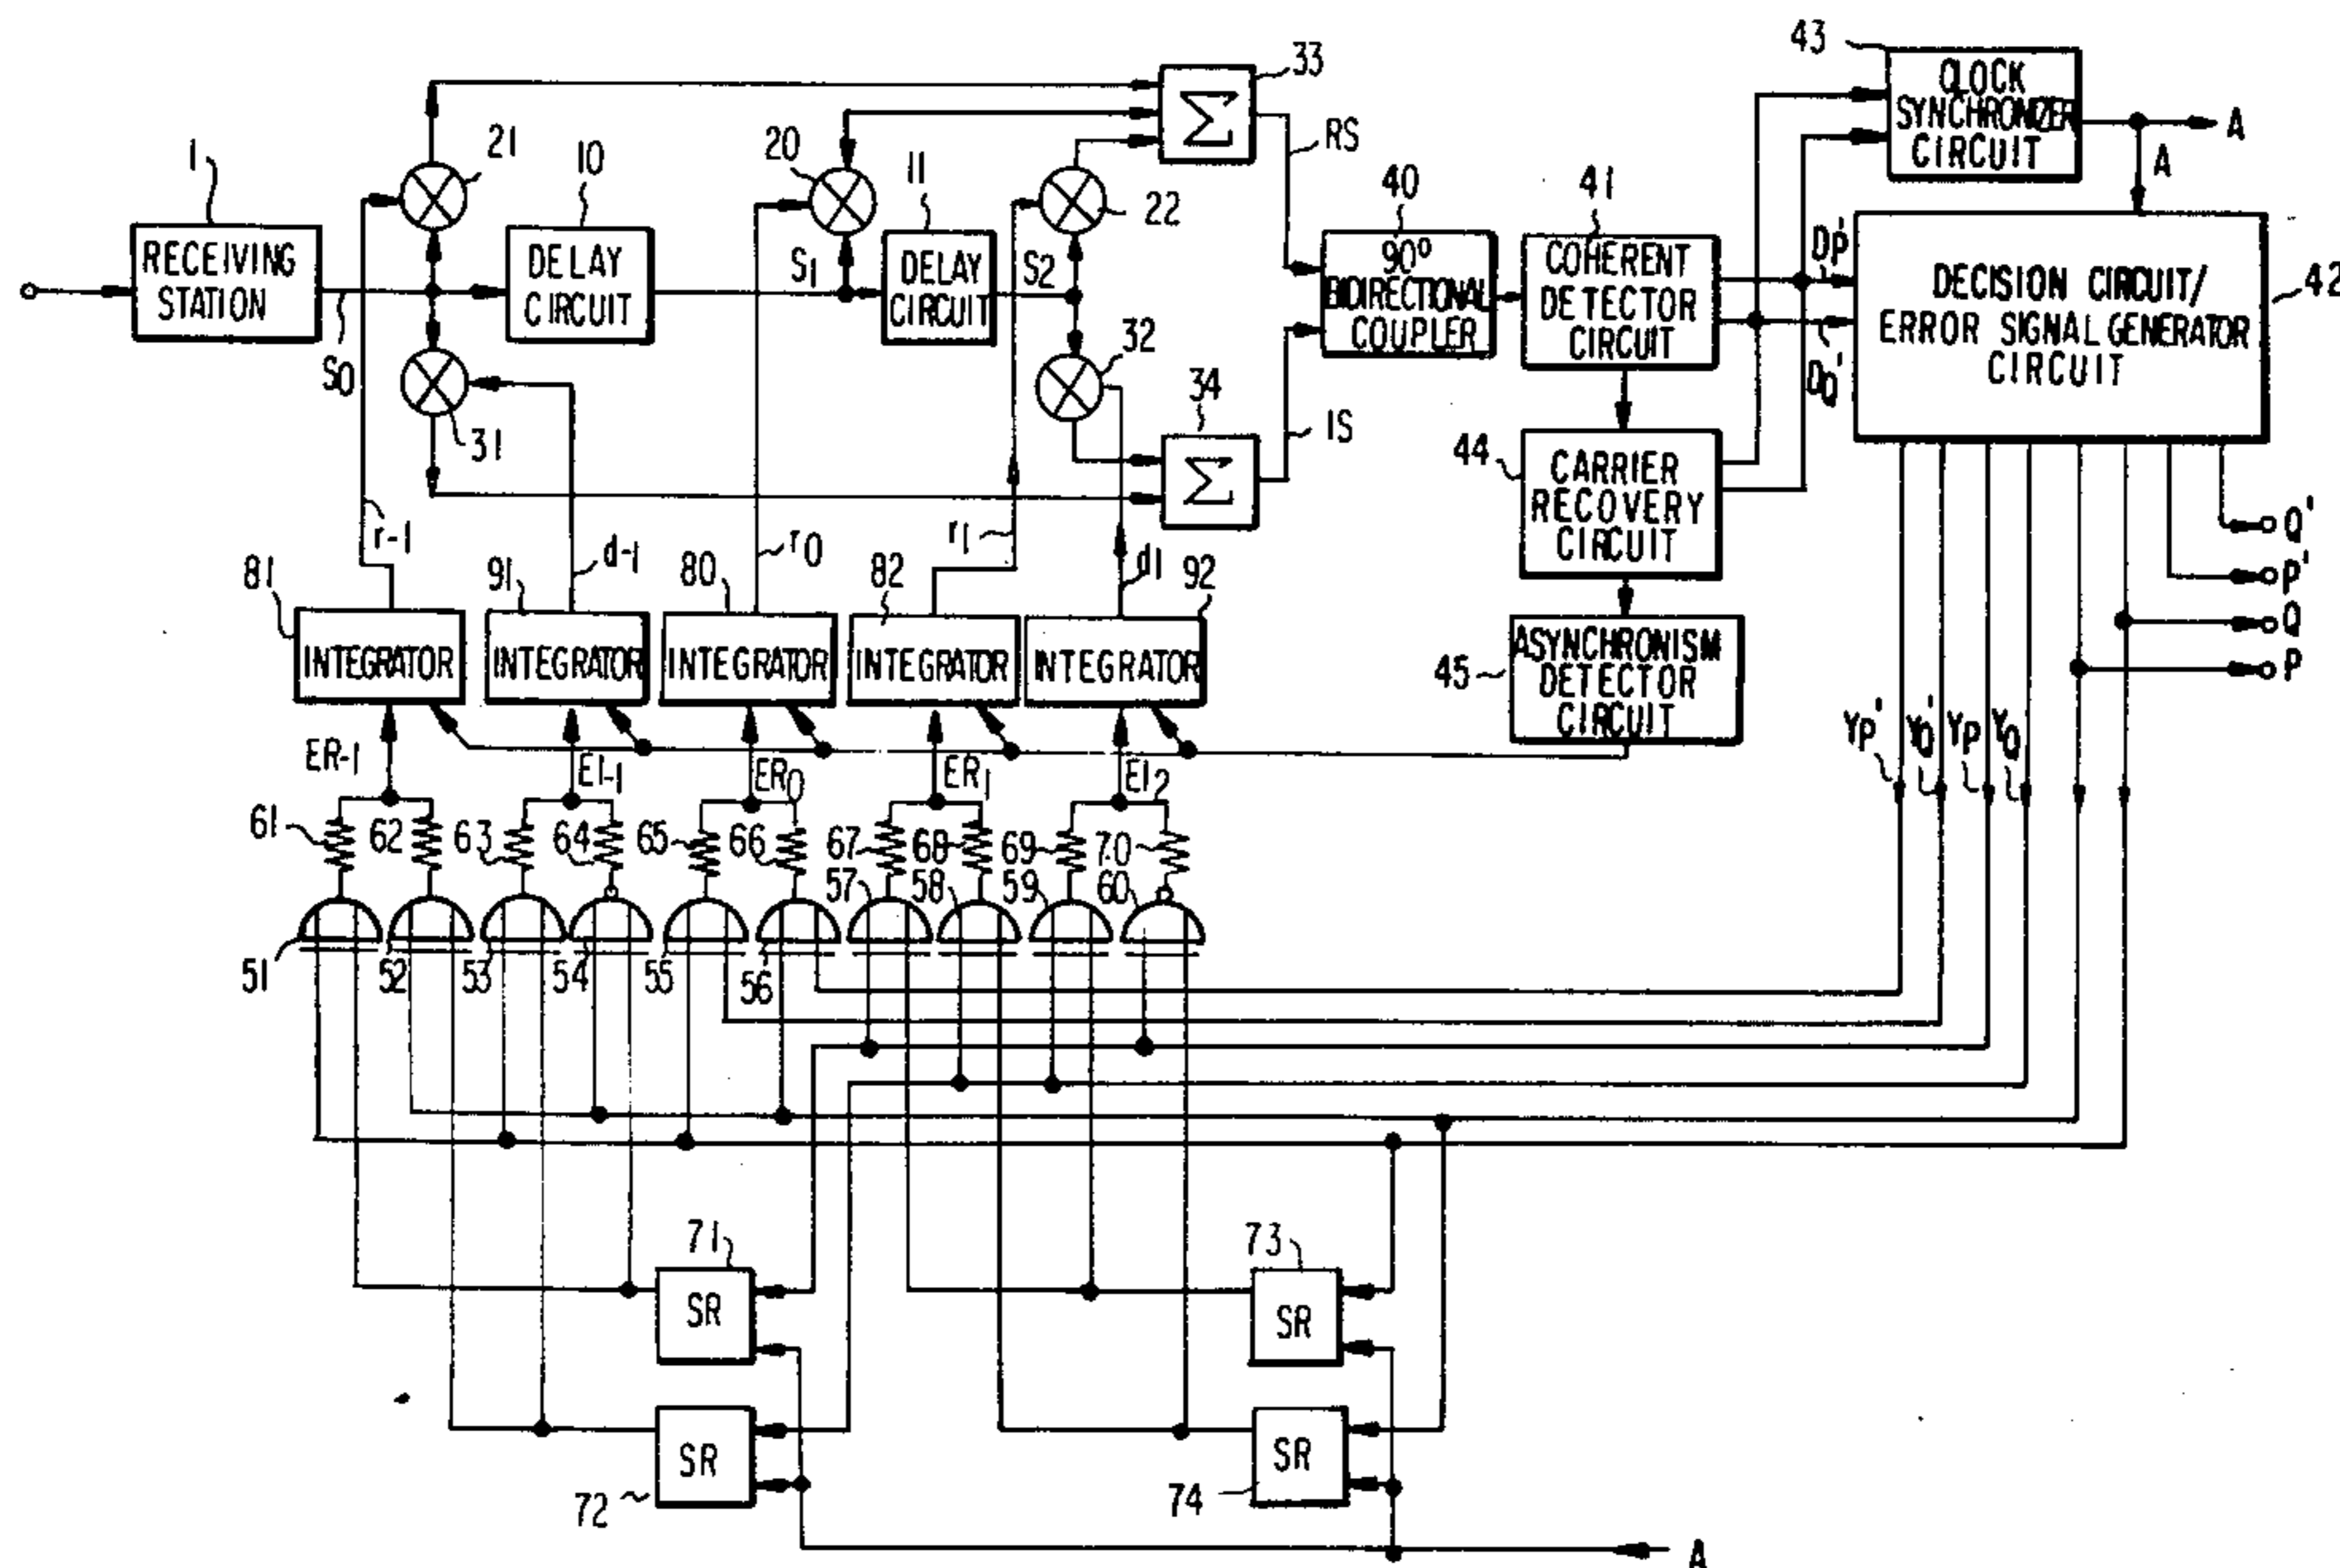 43
CLOCK
SYNCHRONIZER
CIRCUIT
A
A
33
Σ
RS
21
20
22
1
RECEIVING
STATION
S0
10
DELAY
CIRCUIT
S1
11
DELAY
CIRCUIT
S2
40
90º
BIDIRECTIONAL
COUPLER
41
COHERENT
DETECTOR
CIRCUIT
DP'
DQ'
DECISION CIRCUIT/
ERROR SIGNAL GENERATOR
CIRCUIT
42
31
32
34
Σ
IS
44
CARRIER
RECOVERY
CIRCUIT
Q'
P'
Q
P
r-1
d-1
r0
r1
d1
81
INTEGRATOR
91
INTEGRATOR
80
INTEGRATOR
82
INTEGRATOR
92
INTEGRATOR
45
ASYNCHRONISM
DETECTOR
CIRCUIT
YP'
YQ'
YP
YQ
ER-1
EI-1
ER0
ER1
EI2
61
62
63
64
65
66
67
68
69
70
57
58
59
60
51
52
53
54
55
56
71
SR
73
SR
72
SR
74
SR
A